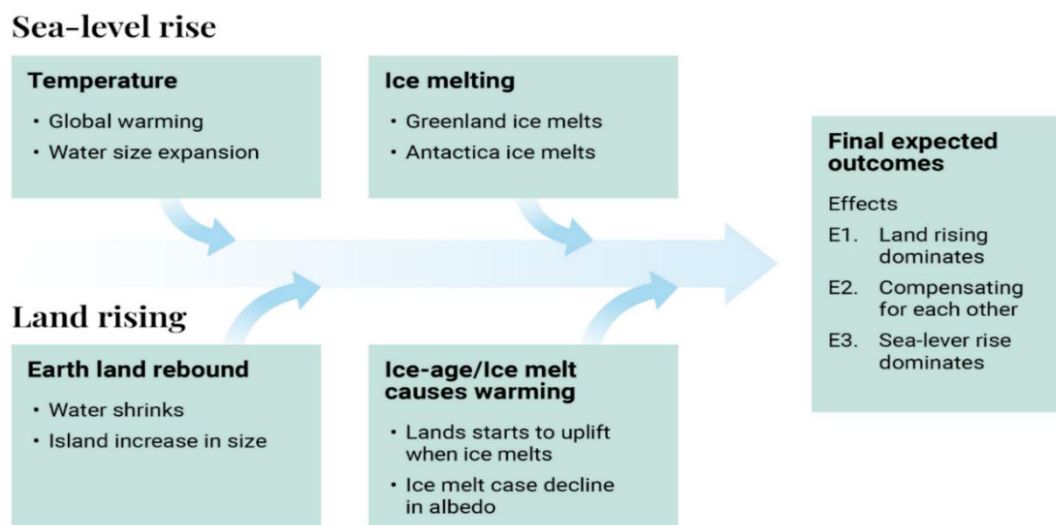 Sea-level rise
Temperature
• Global warming
• Water size expansion
Ice melting
• Greenland ice melts
• Antactica ice melts
Land rising
Earth land rebound
• Water shrinks
• Island increase in size
Ice-age/Ice melt
causes warming
• Lands starts to uplift
when ice melts
• Ice melt case decline
in albedo
Final expected
outcomes
Effects
E1. Land rising
dominates
E2. Compensating
for each other
E3. Sea-lever rise
dominates